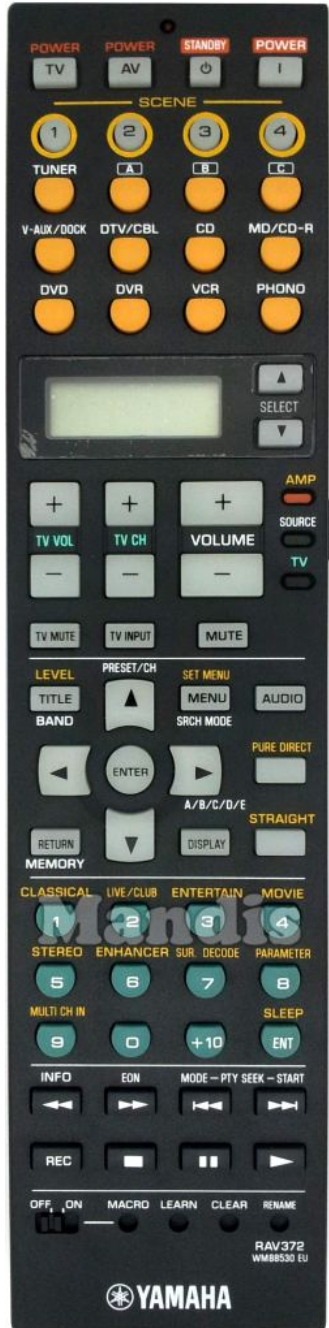 POWER POWER STANDBY POWER
TV AV I
SCENE
1 2 3 4
TUNER A B C
V-AUX/DOCK DTV/CBL CD MD/CD-R
DVD DVR VCR PHONO
SELECT
AMP
+ + +
SOURCE
TV VOL TV CH VOLUME
TV
− − −
TV MUTE TV INPUT MUTE
LEVEL PRESET/CH SET MENU
TITLE MENU AUDIO
BAND SRCH MODE
PURE DIRECT
ENTER
A/B/C/D/E
STRAIGHT
RETURN DISPLAY
MEMORY
CLASSICAL LIVE/CLUB ENTERTAIN MOVIE
1 2 3 4
Mandis
STEREO ENHANCER SUR. DECODE PARAMETER
5 6 7 8
MULTI CH IN SLEEP
9 0 +10 ENT
INFO EON MODE – PTY SEEK – START
REC
OFF ON MACRO LEARN CLEAR RENAME
RAV372
WM88530 EU
YAMAHA